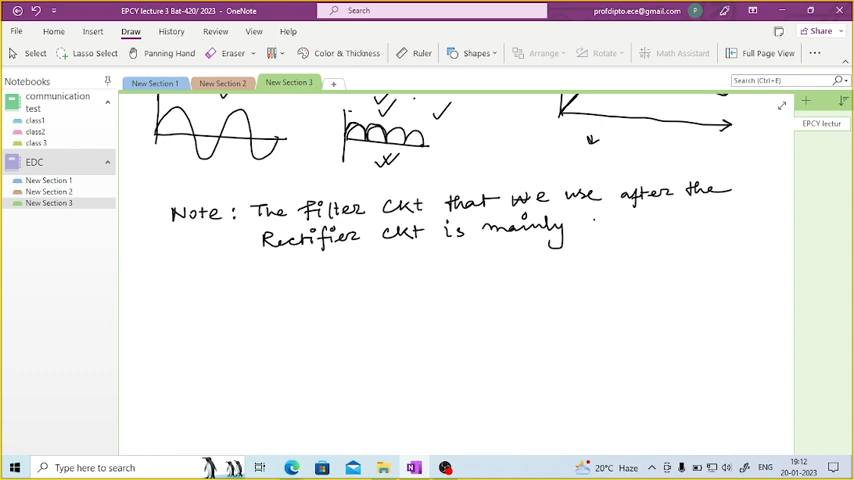 EPCY lecture 3 Bat-420/ 2023 - OneNote
Search
profdipto.ece@gmail.com
P
File
Home
Insert
Draw
History
Review
View
Help
Share
Select
Lasso Select
Panning Hand
Eraser
Color & Thickness
Ruler
Shapes
Arrange
Rotate
Math Assistant
Full Page View
Notebooks
New Section 1
New Section 2
New Section 3
+
Search (Ctrl+E)
communication
test
class1
class2
class 3
EDC
New Section 1
New Section 2
New Section 3
EPCY lectur
Note: The Filter CKt that we use after the
Rectifier CKt is mainly
Type here to search
20°C Haze
ENG
19:12
20-01-2023